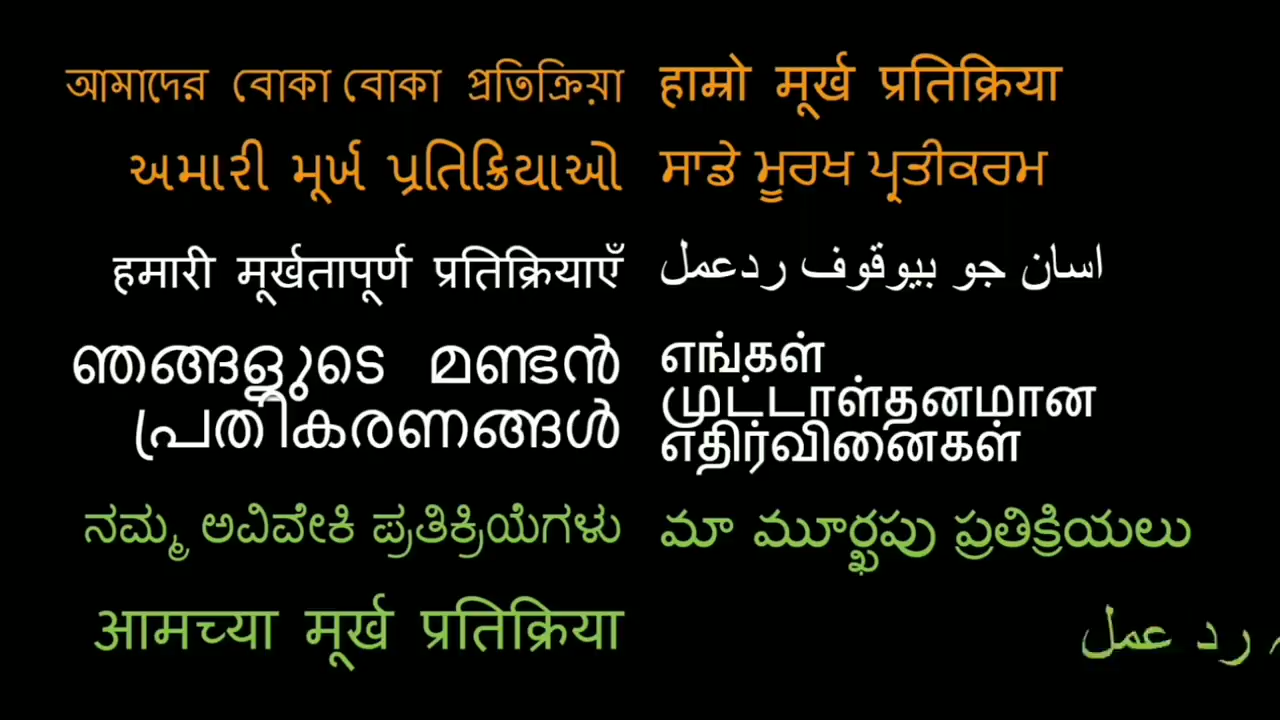 আমাদের বোকা বোকা প্রতিক্রিয়া
हाम्रो मूर्ख प्रतिक्रिया
અમારી મૂર્ખ પ્રતિક્રિયાઓ
ਸਾਡੇ ਮੂਰਖ ਪ੍ਰਤੀਕਰਮ
हमारी मूर्खतापूर्ण प्रतिक्रियाएँ
اسان جو بيوقوف ردعمل
ഞങ്ങളുടെ മണ്ടൻ
പ്രതികരണങ്ങൾ
எங்கள்
முட்டாள்தனமான
எதிர்வினைகள்
ನಮ್ಮ ಅವಿವೇಕಿ ಪ್ರತಿಕ್ರಿಯೆಗಳು
మా మూర్ఖపు ప్రతిక్రియలు
आमच्या मूर्ख प्रतिक्रिया
رد عمل